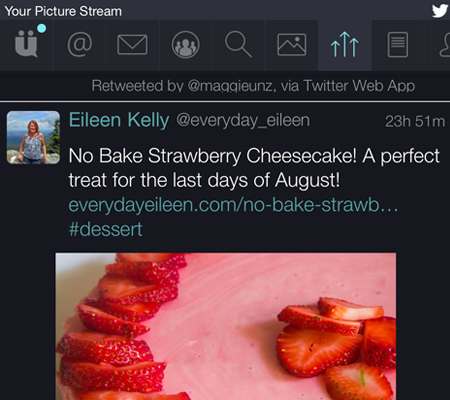 Your Picture Stream
ü @
Retweeted by @maggieunz, via Twitter Web App
Eileen Kelly @everyday_eileen 23h 51m
No Bake Strawberry Cheesecake! A perfect
treat for the last days of August!
everydayeileen.com/no-bake-strawb…
#dessert